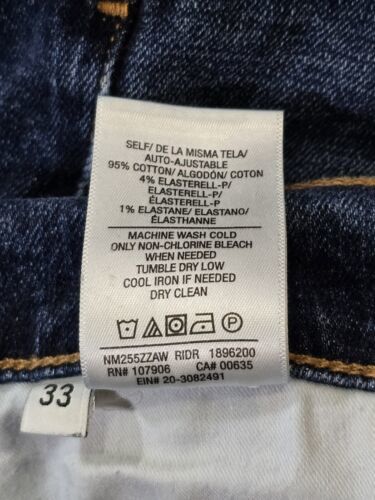 SELF/ DE LA MISMA TELA/
AUTO-AJUSTABLE
95% COTTON/ ALGODÓN/ COTON
4% ELASTERELL-P/
ELASTERELL-P/
ÉLASTERELL-P
1% ELASTANE/ ELASTANO/
ÉLASTHANNE
MACHINE WASH COLD
ONLY NON-CHLORINE BLEACH
WHEN NEEDED
TUMBLE DRY LOW
COOL IRON IF NEEDED
DRY CLEAN
NM255ZZAW RIDR 1896200
RN# 107906 CA# 00635
EIN# 20-3082491
33